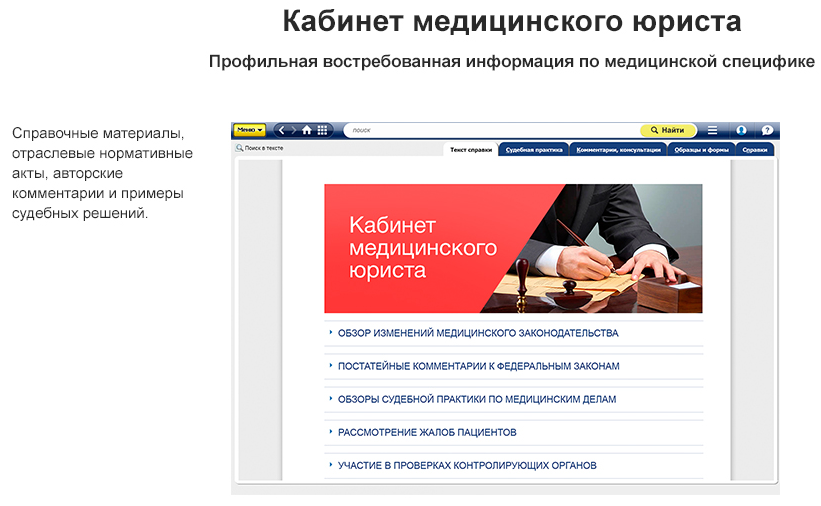 Кабинет медицинского юриста
Профильная востребованная информация по медицинской специфике
Справочные материалы,
отраслевые нормативные
акты, авторские
комментарии и примеры
судебных решений.
Меню
поиск
Найти
Поиск в тексте
Текст справки
Судебная практика
Комментарии, консультации
Образцы и формы
Справки
Кабинет
медицинского
юриста
ОБЗОР ИЗМЕНЕНИЙ МЕДИЦИНСКОГО ЗАКОНОДАТЕЛЬСТВА
ПОСТАТЕЙНЫЕ КОММЕНТАРИИ К ФЕДЕРАЛЬНЫМ ЗАКОНАМ
ОБЗОРЫ СУДЕБНОЙ ПРАКТИКИ ПО МЕДИЦИНСКИМ ДЕЛАМ
РАССМОТРЕНИЕ ЖАЛОБ ПАЦИЕНТОВ
УЧАСТИЕ В ПРОВЕРКАХ КОНТРОЛИРУЮЩИХ ОРГАНОВ